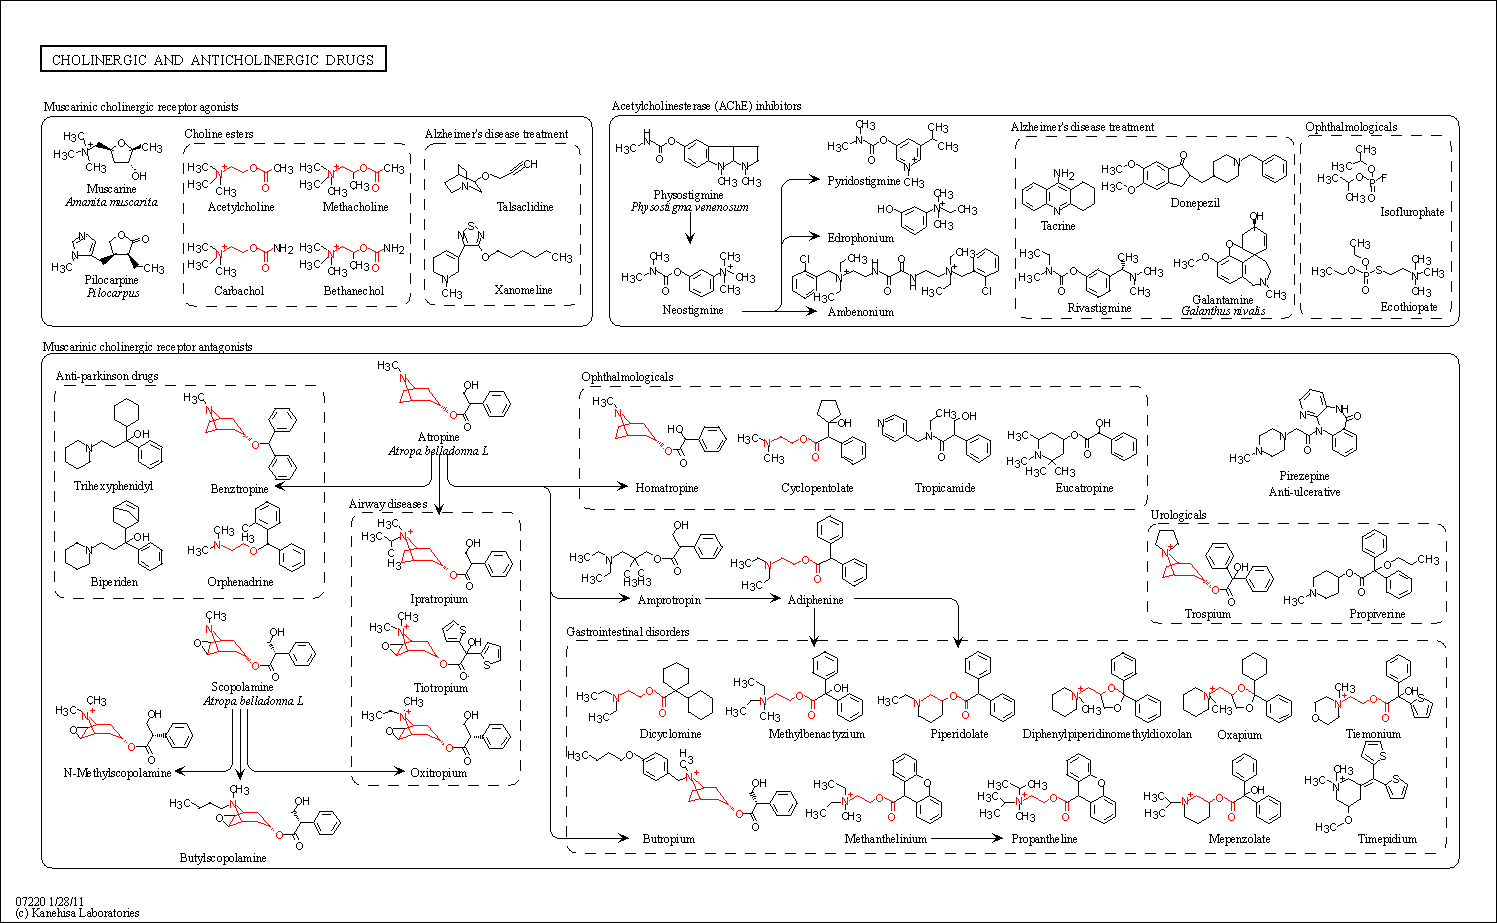 CHOLINERGIC AND ANTICHOLINERGIC DRUGS
Muscarinic cholinergic receptor agonists
Muscarine
Amanita muscarita
Pilocarpine
Pilocarpus
Choline esters
Acetylcholine
Methacholine
Carbachol
Bethanechol
Alzheimer's disease treatment
Talsaclidine
Xanomeline
Acetylcholinesterase (AChE) inhibitors
Physostigmine
Physostigma venenosum
Neostigmine
Pyridostigmine
Edrophonium
Ambenonium
Alzheimer's disease treatment
Tacrine
Donepezil
Rivastigmine
Galantamine
Galanthus nivalis
Ophthalmologicals
Isoflurophate
Ecothiopate
Muscarinic cholinergic receptor antagonists
Anti-parkinson drugs
Trihexyphenidyl
Benztropine
Biperiden
Orphenadrine
Atropine
Atropa belladonna L
Airway diseases
Ipratropium
Tiotropium
Oxitropium
Scopolamine
Atropa belladonna L
N-Methylscopolamine
Butylscopolamine
Ophthalmologicals
Homatropine
Cyclopentolate
Tropicamide
Eucatropine
Pirezepine
Anti-ulcerative
Amprotropin
Adiphenine
Urologicals
Trospium
Propiverine
Gastrointestinal disorders
Dicyclomine
Methylbenactyzium
Piperidolate
Diphenylpiperidinomethyldioxolan
Oxapium
Tiemonium
Butropium
Methanthelinium
Propantheline
Mepenzolate
Timepidium
07220 1/28/11
(c) Kanehisa Laboratories